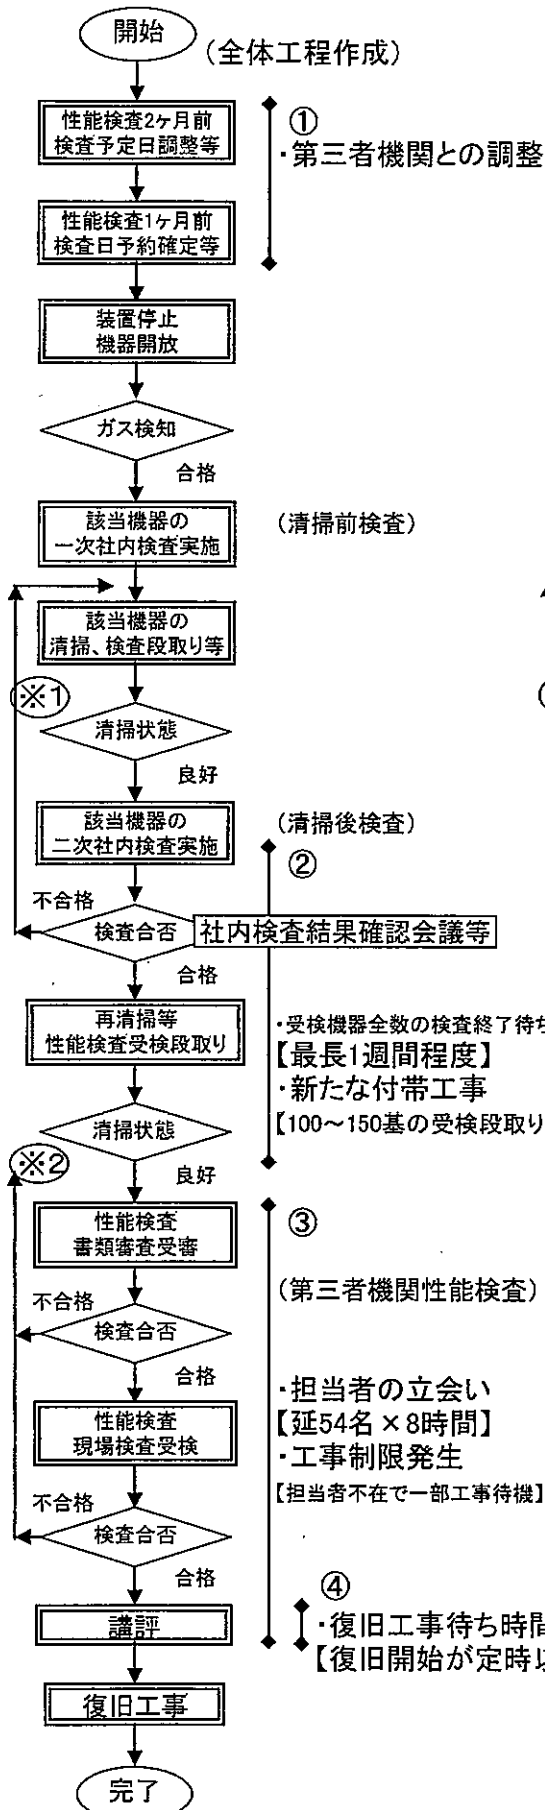 開始
(全体工程作成)
性能検査2ヶ月前
検査予定日調整等
①
・第三者機関との調整
性能検査1ヶ月前
検査日予約確定等
装置停止
機器開放
ガス検知
合格
該当機器の
一次社内検査実施
(清掃前検査)
該当機器の
清掃、検査段取り等
※1
清掃状態
良好
該当機器の
二次社内検査実施
(清掃後検査)
②
不合格
検査合否
社内検査結果確認会議等
合格
再清掃等
性能検査受検段取り
・受検機器全数の検査終了待ち
【最長1週間程度】
・新たな付帯工事
【100～150基の受検段取り
清掃状態
※2
良好
性能検査
書類審査受審
③
(第三者機関性能検査)
不合格
検査合否
合格
性能検査
現場検査受検
・担当者の立会い
【延54名×8時間】
・工事制限発生
【担当者不在で一部工事待機】
不合格
検査合否
合格
④
講評
・復旧工事待ち時間
【復旧開始が定時以
復旧工事
完了